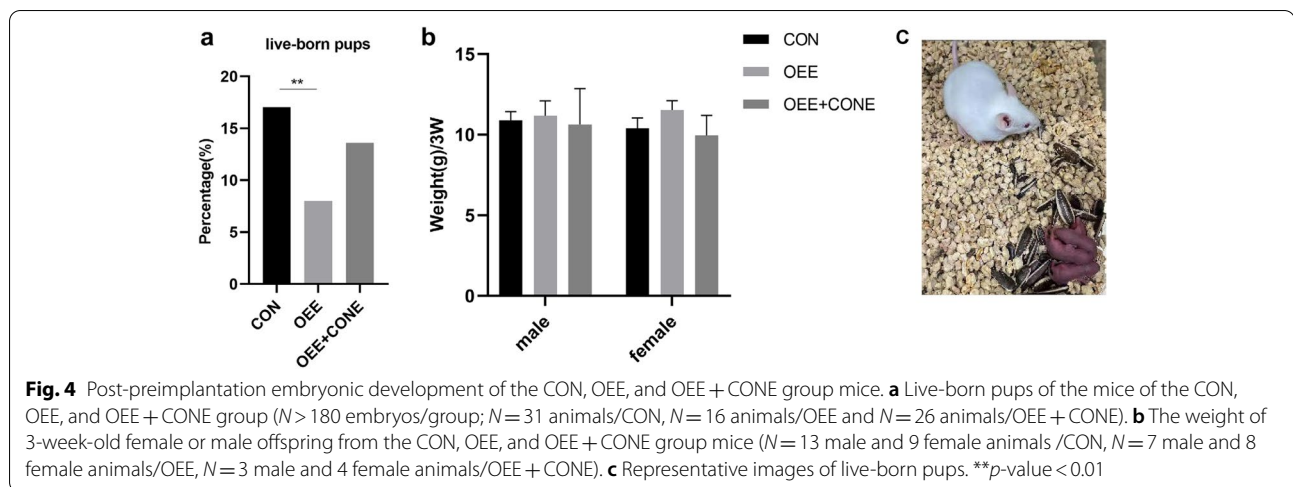 a
live-born pups
20
15
10
5
0
Percentage(%)
**
CON
OEE
OEE+CONE
b
15
10
5
0
Weight(g)/3W
male
female
CON
OEE
OEE+CONE
c
Fig. 4 Post-preimplantation embryonic development of the CON, OEE, and OEE + CONE group mice. a Live-born pups of the mice of the CON,
OEE, and OEE + CONE group (N > 180 embryos/group; N = 31 animals/CON, N = 16 animals/OEE and N = 26 animals/OEE + CONE). b The weight of
3-week-old female or male offspring from the CON, OEE, and OEE + CONE group mice (N = 13 male and 9 female animals /CON, N = 7 male and 8
female animals/OEE, N = 3 male and 4 female animals/OEE + CONE). c Representative images of live-born pups. **p-value < 0.01